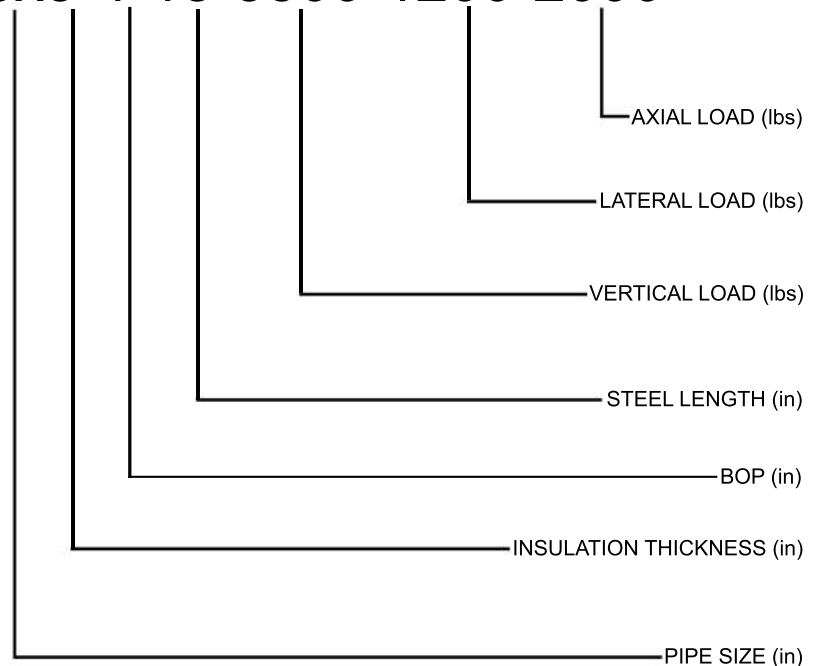 AXIAL LOAD (lbs)
LATERAL LOAD (lbs)
VERTICAL LOAD (lbs)
STEEL LENGTH (in)
BOP (in)
INSULATION THICKNESS (in)
PIPE SIZE (in)